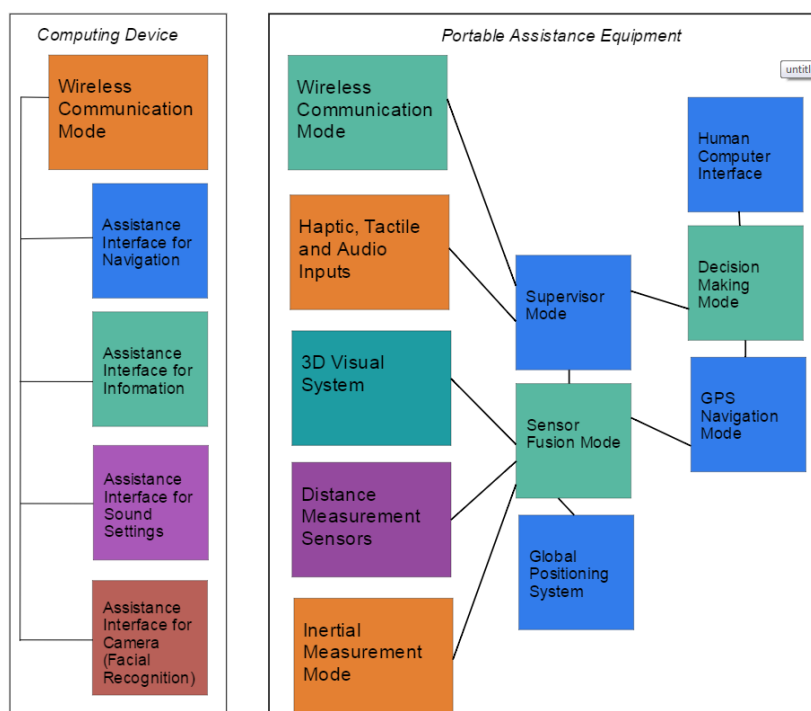 Computing Device
Wireless
Communication
Mode
Assistance
Interface for
Navigation
Assistance
Interface for
Information
Assistance
Interface for
Sound
Settings
Assistance
Interface for
Camera
(Facial
Recognition)
Portable Assistance Equipment
untitl
Wireless
Communication
Mode
Haptic, Tactile
and Audio
Inputs
3D Visual
System
Distance
Measurement
Sensors
Inertial
Measurement
Mode
Supervisor
Mode
Sensor
Fusion Mode
Global
Positioning
System
Human
Computer
Interface
Decision
Making
Mode
GPS
Navigation
Mode